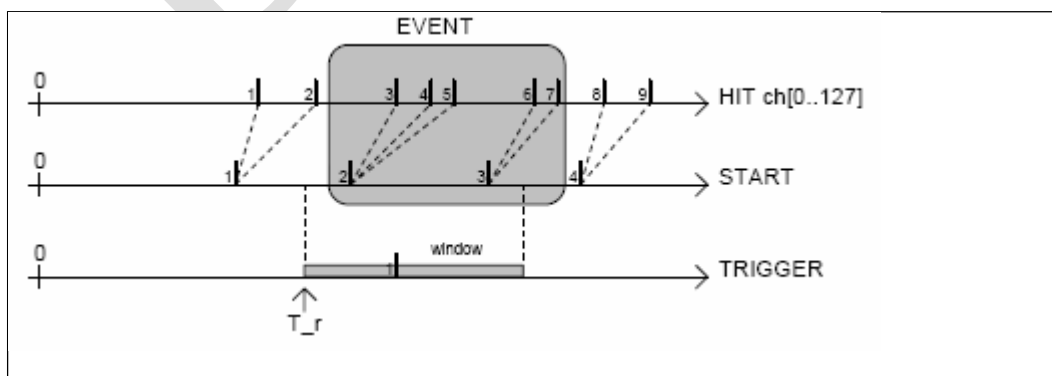 EVENT
0 1 2 3 4 5 6 7 8 9 HIT ch[0..127]
0 1 2 3 4 START
0 1 window TRIGGER
T_r